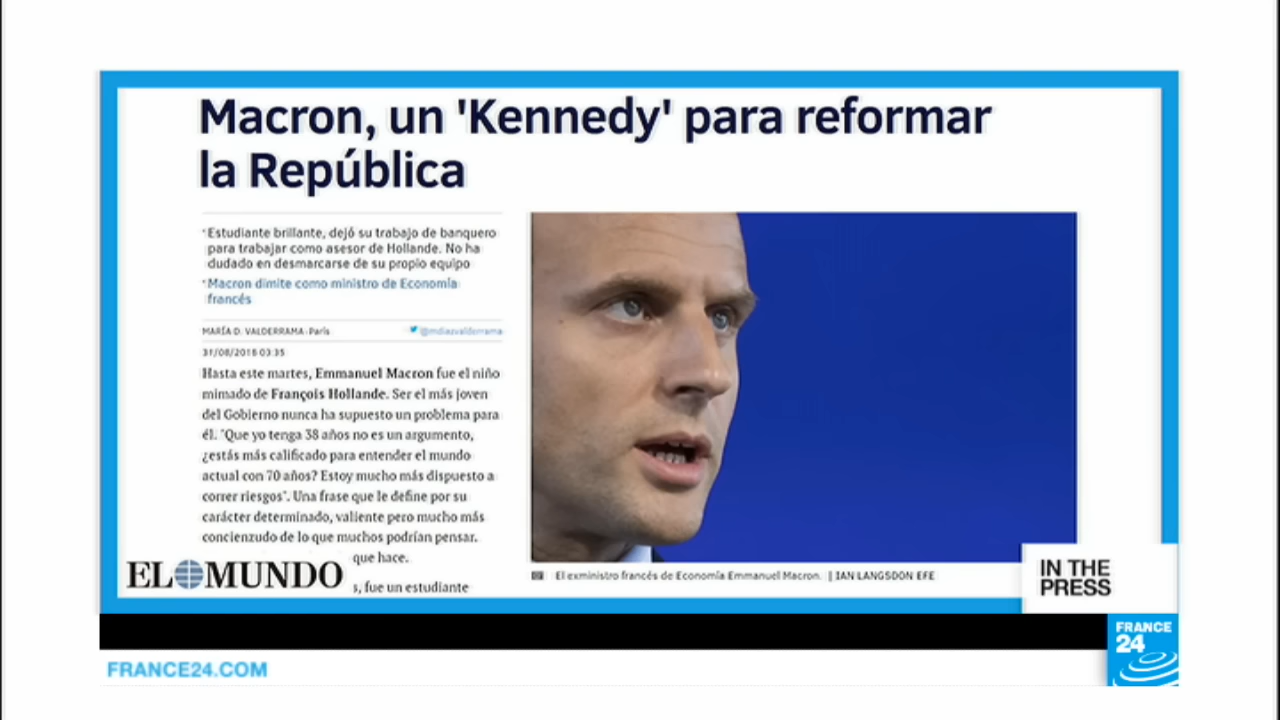 Macron, un 'Kennedy' para reformar
la República
Estudiante brillante, dejó su trabajo de banquero
para trabajar como asesor de Hollande. No ha
dudado en desmarcarse de su propio equipo
Macron dimite como ministro de Economía
francés
MARÍA D. VALDERRAMA París
@mdiazvalderrama
31/08/2016 03:35
Hasta este martes, Emmanuel Macron fue el niño
mimado de François Hollande. Ser el más joven
del Gobierno nunca ha supuesto un problema para
él. "Que yo tenga 38 años no es un argumento,
¿estás más calificado para entender el mundo
actual con 70 años? Estoy mucho más dispuesto a
correr riesgos". Una frase que le define por su
carácter determinado, valiente pero mucho más
concienzudo de lo que muchos podrían pensar.
que hace.
s, fue un estudiante
EL MUNDO
El exministro francés de Economía Emmanuel Macron. || IAN LANGSDON EFE
IN THE
PRESS
FRANCE
24
FRANCE24.COM